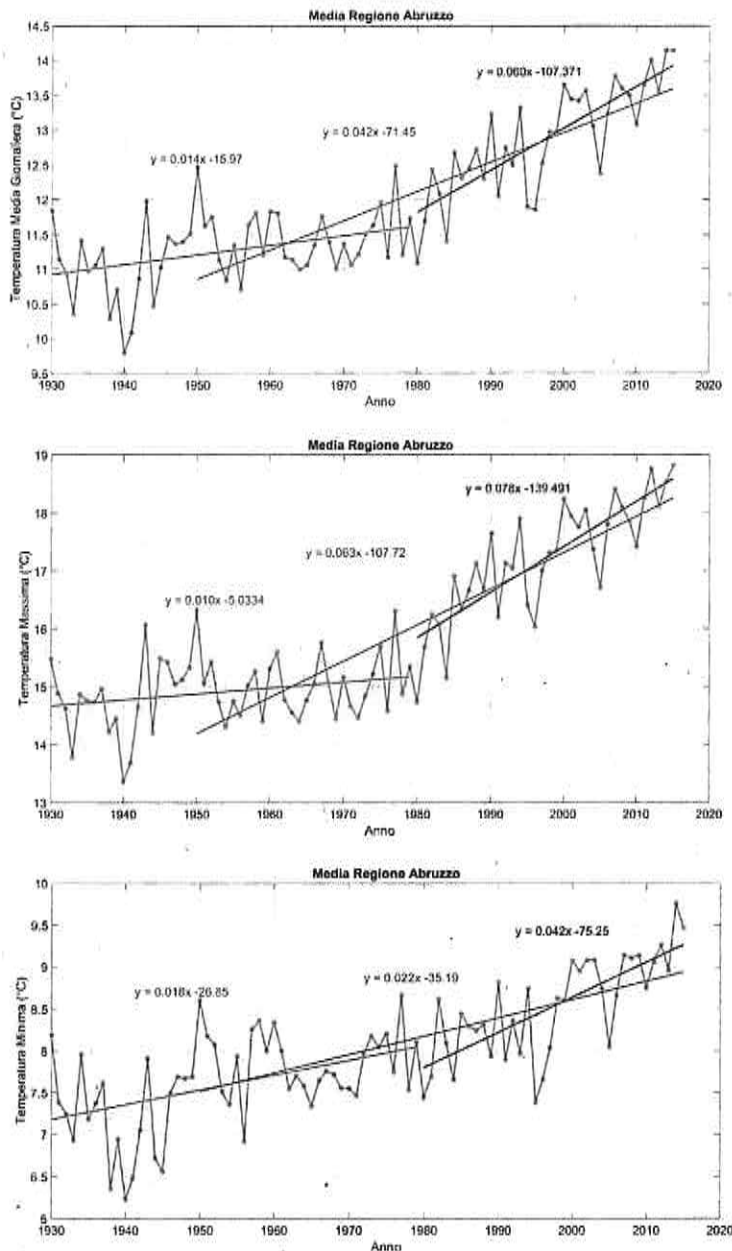 Media Regione Abruzzo
14.5
14
13.5
13
12.5
12
11.5
11
10.5
10
9.5
y = 0.060x -107.371
y = 0.042x -71.45
y = 0.014x -15.97
Temperatura Media Giornaliera (°C)
1930 1940 1950 1960 1970 1980 1990 2000 2010 2020
Anno
Media Regione Abruzzo
19
18
17
16
15
14
13
y = 0.078x -139.491
y = 0.063x -107.72
y = 0.010x -5.0334
Temperatura Massima (°C)
1930 1940 1950 1960 1970 1980 1990 2000 2010 2020
Anno
Media Regione Abruzzo
10
9.5
9
8.5
8
7.5
7
6.5
6
y = 0.042x -75.25
y = 0.022x -35.19
y = 0.018x -26.85
Temperatura Minima (°C)
1930 1940 1950 1960 1970 1980 1990 2000 2010 2020
Anno